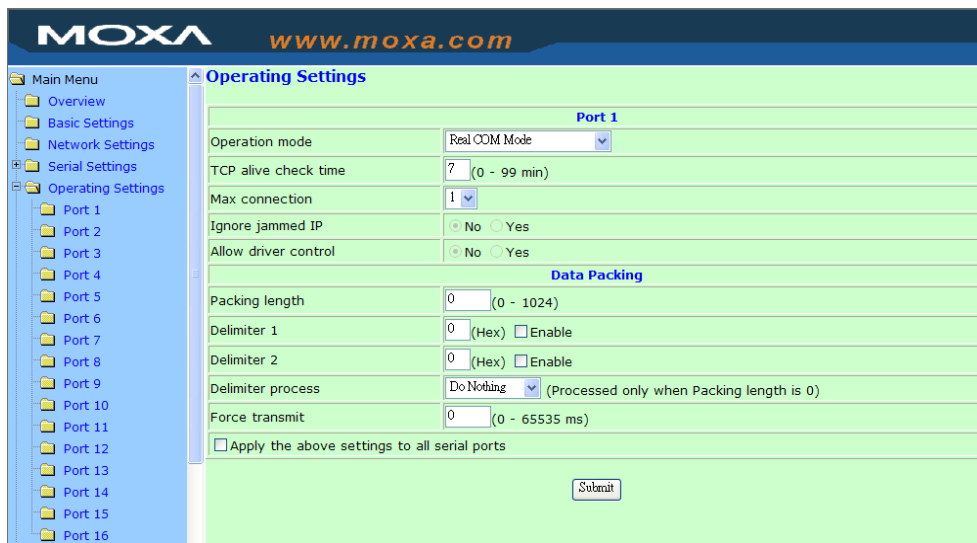 MOXA www.moxa.com
Main Menu
Overview
Basic Settings
Network Settings
Serial Settings
Operating Settings
Port 1
Port 2
Port 3
Port 4
Port 5
Port 6
Port 7
Port 8
Port 9
Port 10
Port 11
Port 12
Port 13
Port 14
Port 15
Port 16
Operating Settings
Port 1
Operation mode Real COM Mode
TCP alive check time 7 (0 - 99 min)
Max connection 1
Ignore jammed IP No Yes
Allow driver control No Yes
Data Packing
Packing length 0 (0 - 1024)
Delimiter 1 0 (Hex) Enable
Delimiter 2 0 (Hex) Enable
Delimiter process Do Nothing (Processed only when Packing length is 0)
Force transmit 0 (0 - 65535 ms)
Apply the above settings to all serial ports
Submit